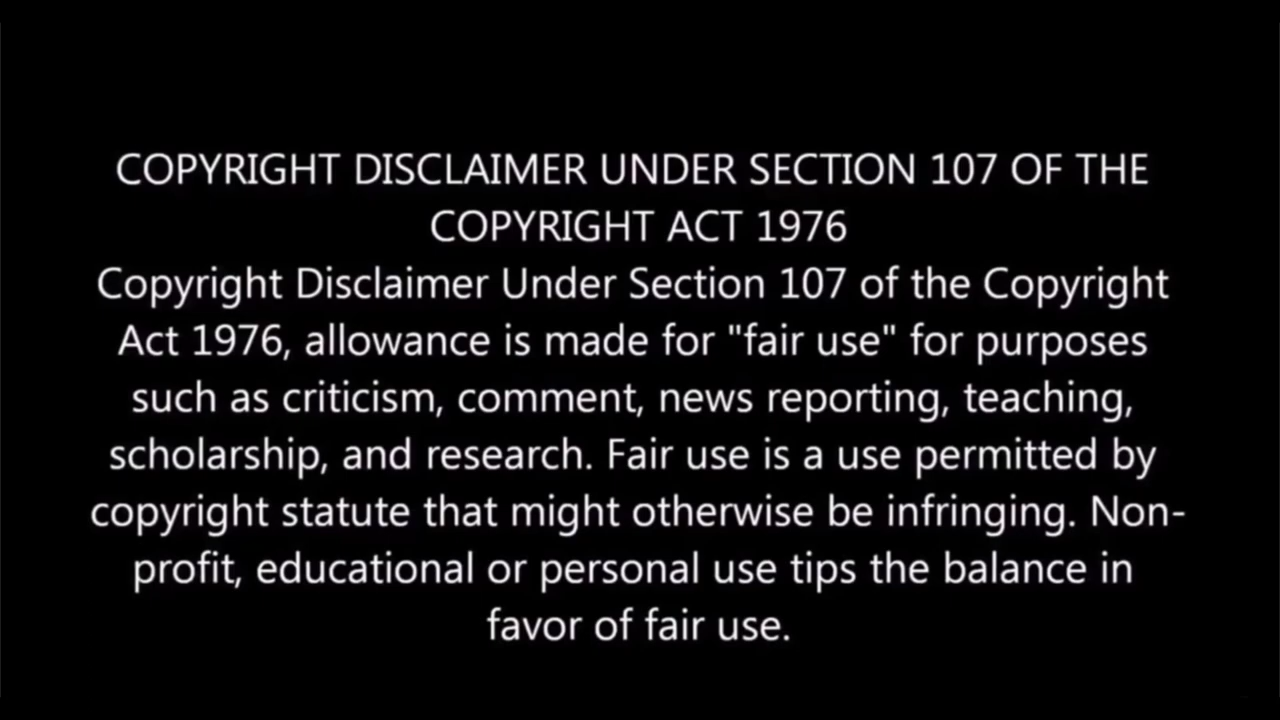 COPYRIGHT DISCLAIMER UNDER SECTION 107 OF THE
COPYRIGHT ACT 1976
Copyright Disclaimer Under Section 107 of the Copyright
Act 1976, allowance is made for "fair use" for purposes
such as criticism, comment, news reporting, teaching,
scholarship, and research. Fair use is a use permitted by
copyright statute that might otherwise be infringing. Non-
profit, educational or personal use tips the balance in
favor of fair use.